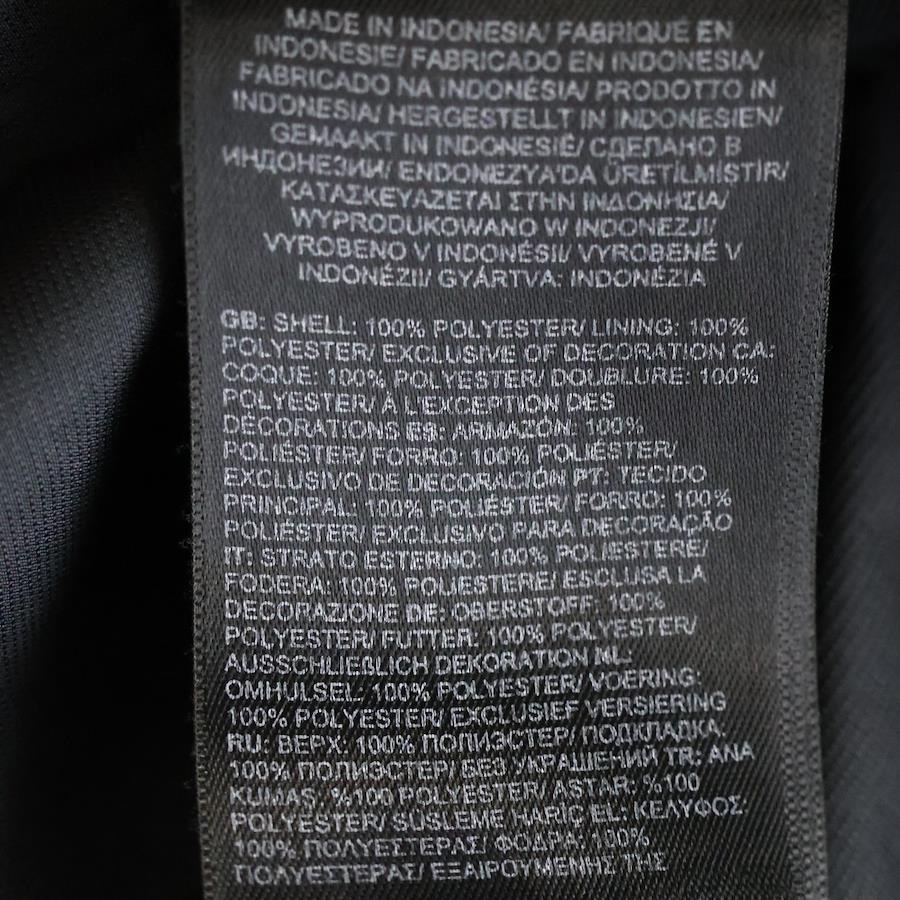 MADE IN INDONESIA/ FABRIQUÉ EN
INDONESIE/ FABRICADO EN INDONESIA/
FABRICADO NA INDONÉSIA/ PRODOTTO IN
INDONESIA/ HERGESTELLT IN INDONESIEN/
GEMAAKT IN INDONESIË/ СДЕЛАНО В
ИНДОНЕЗИИ/ ENDONEZYA'DA ÜRETİLMİŞTİR/
ΚΑΤΑΣΚΕΥΑΖΕΤΑΙ ΣΤΗΝ ΙΝΔΟΝΗΣΙΑ/
WYPRODUKOWANO W INDONEZJI/
VYROBENO V INDONÉSII/ VYROBENÉ V
INDONÉZII/ GYÁRTVA: INDONÉZIA
GB: SHELL: 100% POLYESTER/ LINING: 100%
POLYESTER/ EXCLUSIVE OF DECORATION CA:
COQUE: 100% POLYESTER/ DOUBLURE: 100%
POLYESTER/ À L'EXCEPTION DES
DÉCORATIONS ES: ARMAZÓN: 100%
POLIÉSTER/ FORRO: 100% POLIÉSTER/
EXCLUSIVO DE DECORACIÓN PT: TECIDO
PRINCIPAL: 100% POLIÉSTER/ FORRO: 100%
POLIÉSTER/ EXCLUSIVO PARA DECORAÇÃO
IT: STRATO ESTERNO: 100% POLIESTERE/
FODERA: 100% POLIESTERE/ ESCLUSA LA
DECORAZIONE DE: OBERSTOFF: 100%
POLYESTER/ FUTTER: 100% POLYESTER/
AUSSCHLIEßLICH DEKORATION NL:
OMHULSEL: 100% POLYESTER/ VOERING:
100% POLYESTER/ EXCLUSIEF VERSIERING
RU: ВЕРХ: 100% ПОЛИЭСТЕР/ ПОДКЛАДКА:
100% ПОЛИЭСТЕР/ БЕЗ УКРАШЕНИЙ TR: ANA
KUMAŞ: %100 POLYESTER/ ASTAR: %100
POLYESTER/ SÜSLEME HARİÇ EL: ΚΕΛΥΦΟΣ:
100% ΠΟΛΥΕΣΤΕΡΑΣ/ ΦΟΔΡΑ: 100%
ΠΟΛΥΕΣΤΕΡΑΣ/ ΕΞΑΙΡΟΥΜΕΝΗΣ ΤΗΣ